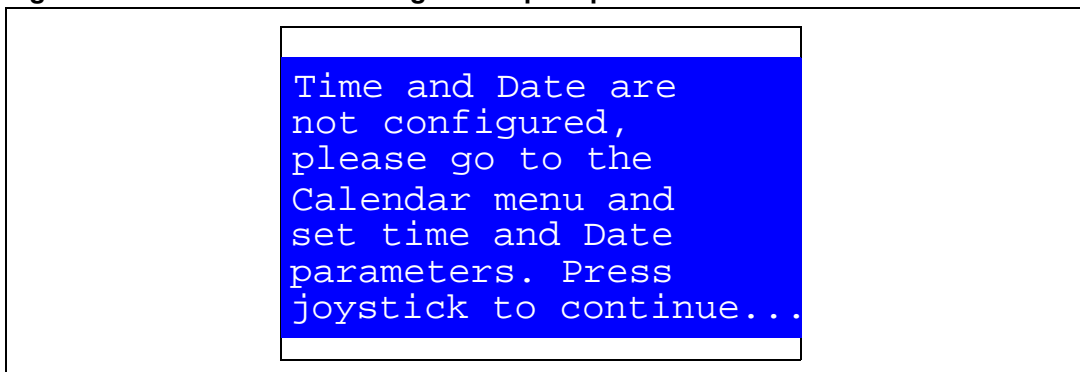 Time and Date are
not configured,
please go to the
Calendar menu and
set time and Date
parameters. Press
joystick to continue...